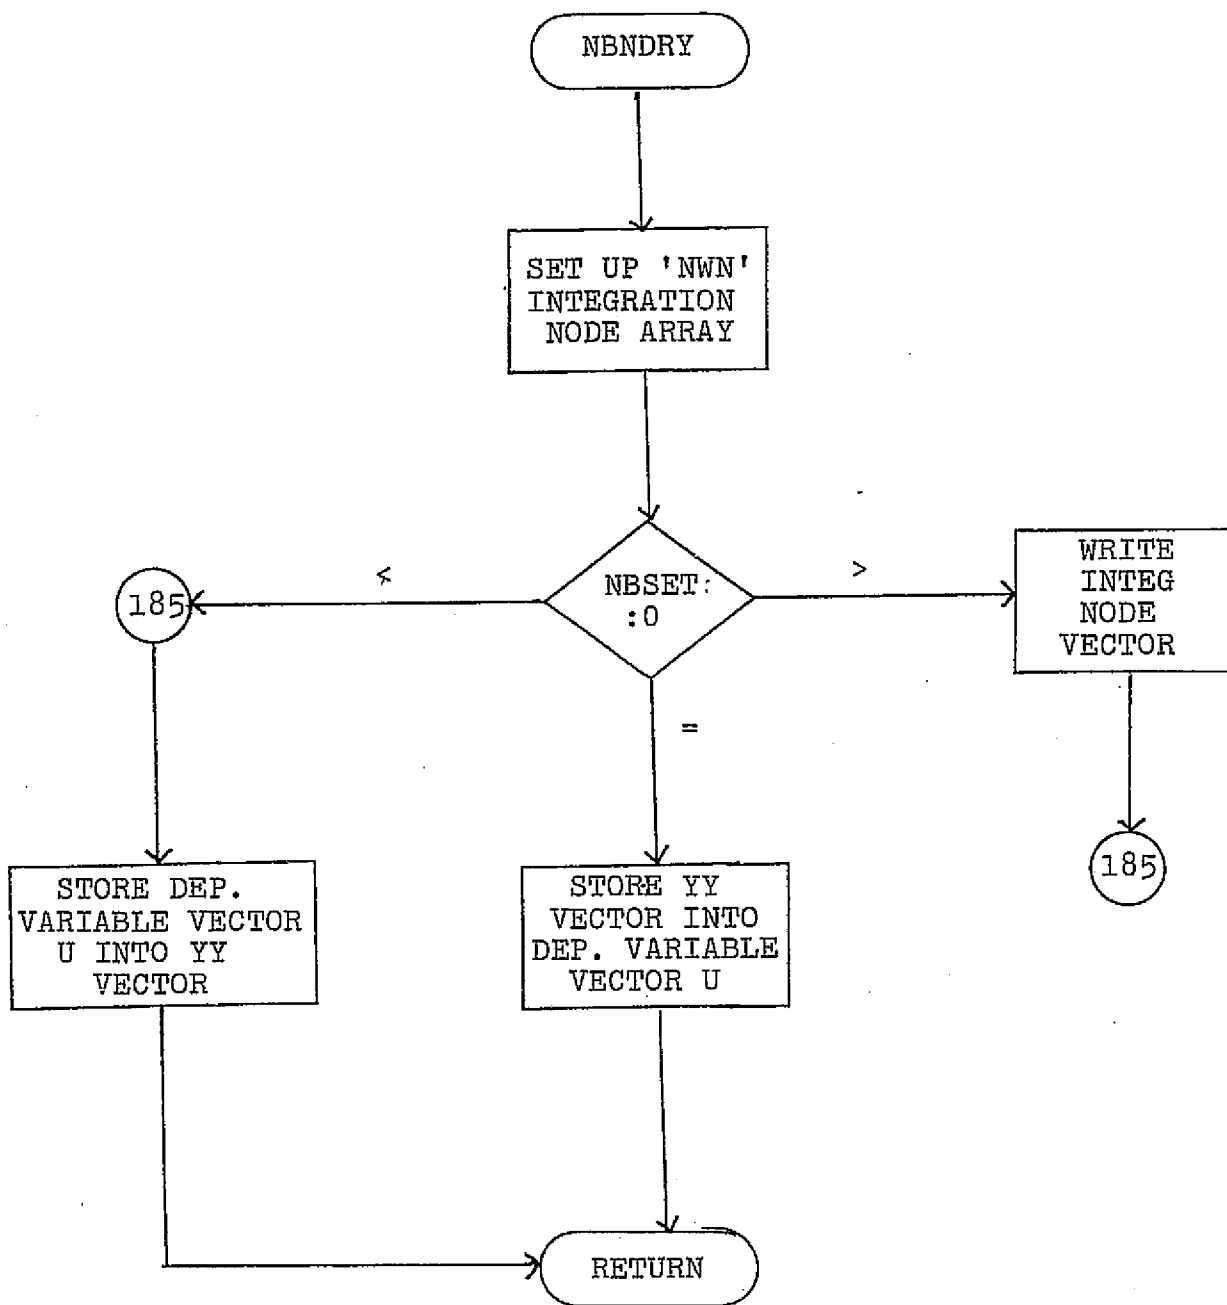 NBNDRY
SET UP 'NWN'
INTEGRATION
NODE ARRAY
<
NBSET:
:0
>
WRITE
INTEG
NODE
VECTOR
185
=
185
STORE DEP.
VARIABLE VECTOR
U INTO YY
VECTOR
STORE YY
VECTOR INTO
DEP. VARIABLE
VECTOR U
RETURN